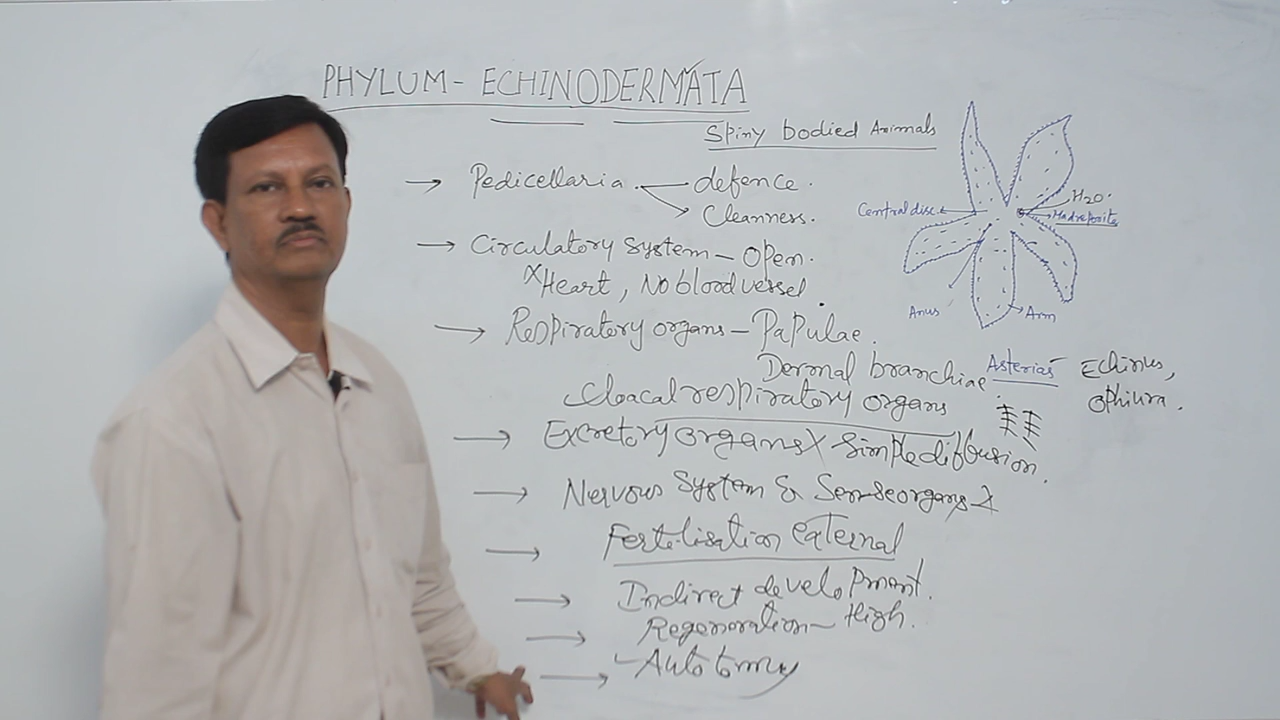 PHYLUM - ECHINODERMATA
Spiny bodied Animals
→ Pedicellaria. defence.
→ Cleanness.
→ Circulatory system - Open.
x Heart, No blood vessel.
→ Respiratory organs - Papulae.
Dermal branchiae.
Cloacal respiratory organs
→ Excretory organs X Simple diffusion.
→ Nervous System & Sense organs X
→ Fertilisation external
→ Indirect development.
→ Regeneration - High.
→ Autotomy
Central disc
H2O.
Madreporite
Anus
Arm
Asterias
Echinus,
Ophiura.